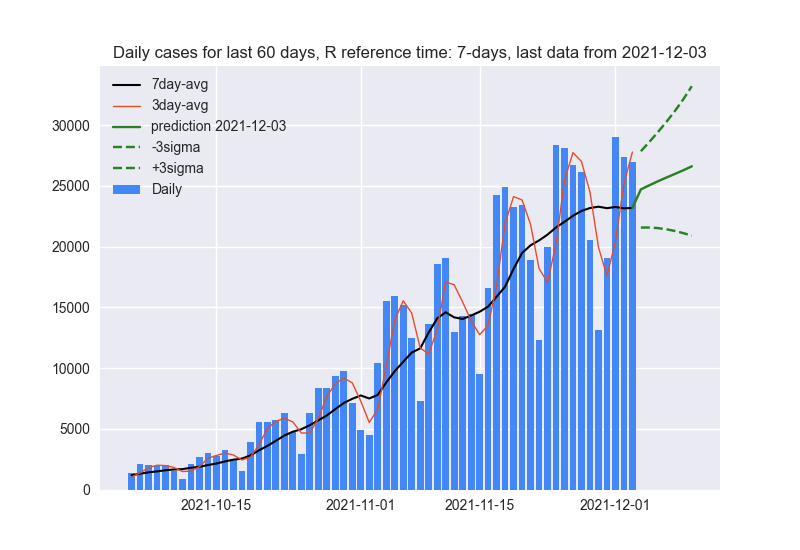 Daily cases for last 60 days, R reference time: 7-days, last data from 2021-12-03
7day-avg
3day-avg
prediction 2021-12-03
-3sigma
+3sigma
Daily
30000
25000
20000
15000
10000
5000
0
2021-10-15 2021-11-01 2021-11-15 2021-12-01